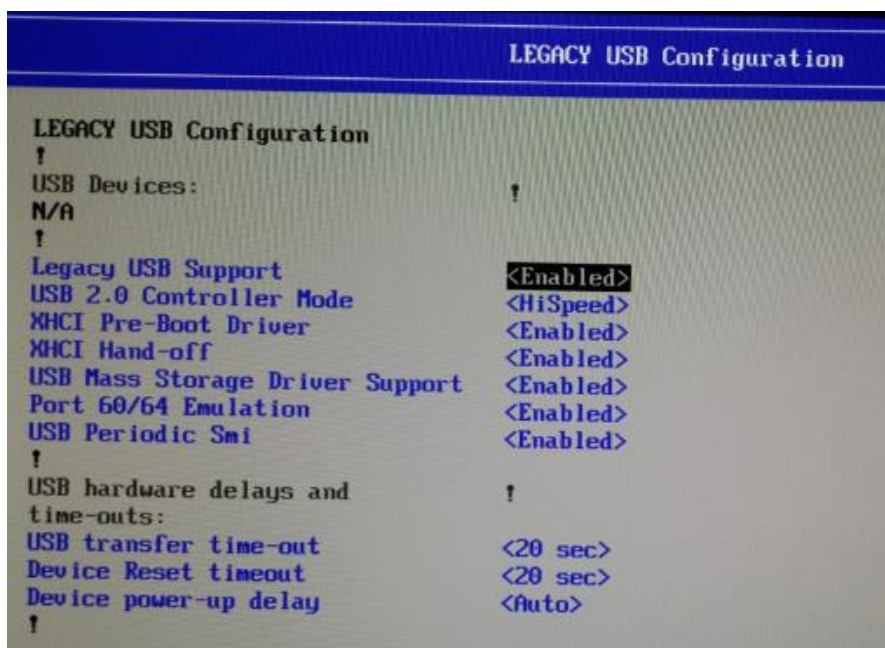 LEGACY USB Configuration
LEGACY USB Configuration
!
USB Devices: !
N/A
!
Legacy USB Support <Enabled>
USB 2.0 Controller Mode <HiSpeed>
XHCI Pre-Boot Driver <Enabled>
XHCI Hand-off <Enabled>
USB Mass Storage Driver Support <Enabled>
Port 60/64 Emulation <Enabled>
USB Periodic Smi <Enabled>
!
USB hardware delays and !
time-outs:
USB transfer time-out <20 sec>
Device Reset timeout <20 sec>
Device power-up delay <Auto>
!